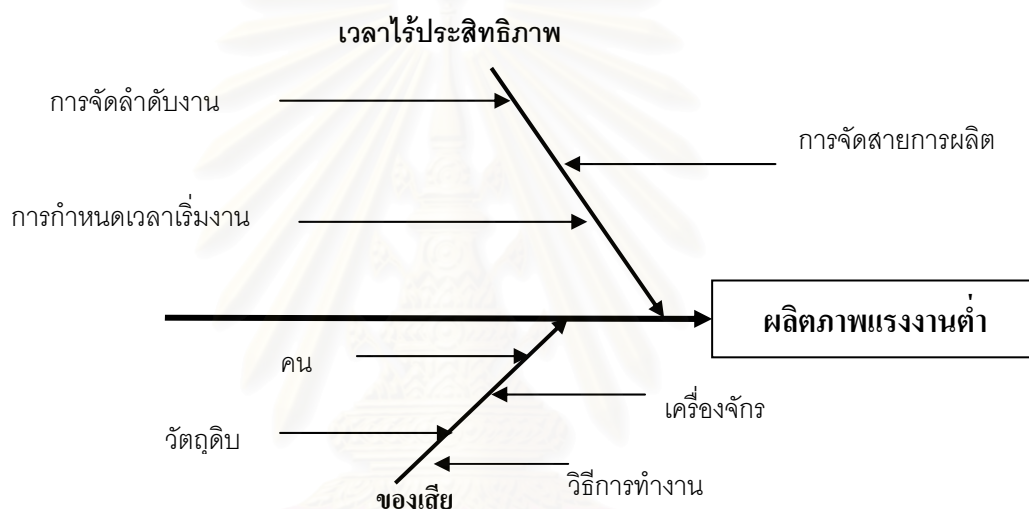 เวลาไร้ประสิทธิภาพ
การจัดลำดับงาน
การจัดสายการผลิต
การกำหนดเวลาเริ่มงาน
ผลิตภาพแรงงานต่ำ
คน
เครื่องจักร
วัตถุดิบ
วิธีการทำงาน
ของเสีย